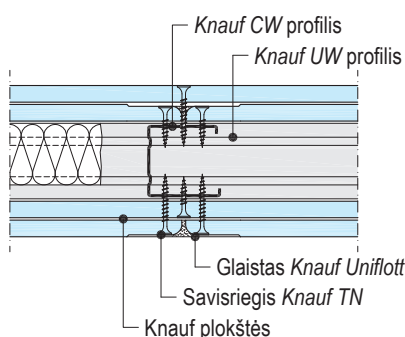 Knauf CW profilis
Knauf UW profilis
Glaistas Knauf Uniflott
Savisriegis Knauf TN
Knauf plokštės